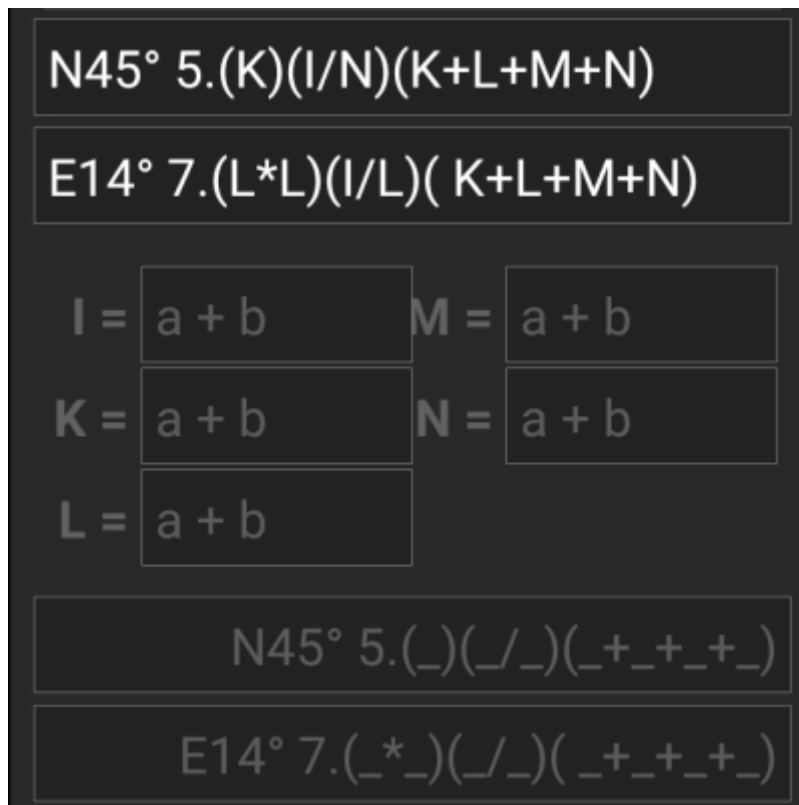 N45° 5.(K)(I/N)(K+L+M+N)
E14° 7.(L*L)(I/L)( K+L+M+N)
I = a + b M = a + b
K = a + b N = a + b
L = a + b
N45° 5.(_)(_/_)(_+_+_+_)
E14° 7.(_*_)(_/_)( _+_+_+_)